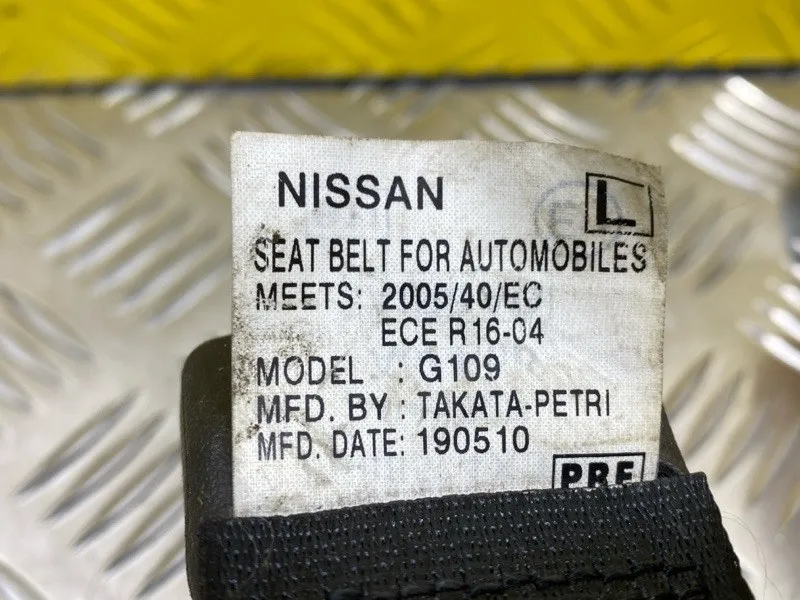 NISSAN L
SEAT BELT FOR AUTOMOBILES
MEETS: 2005/40/EC
ECE R16-04
MODEL : G109
MFD. BY : TAKATA-PETRI
MFD. DATE: 190510